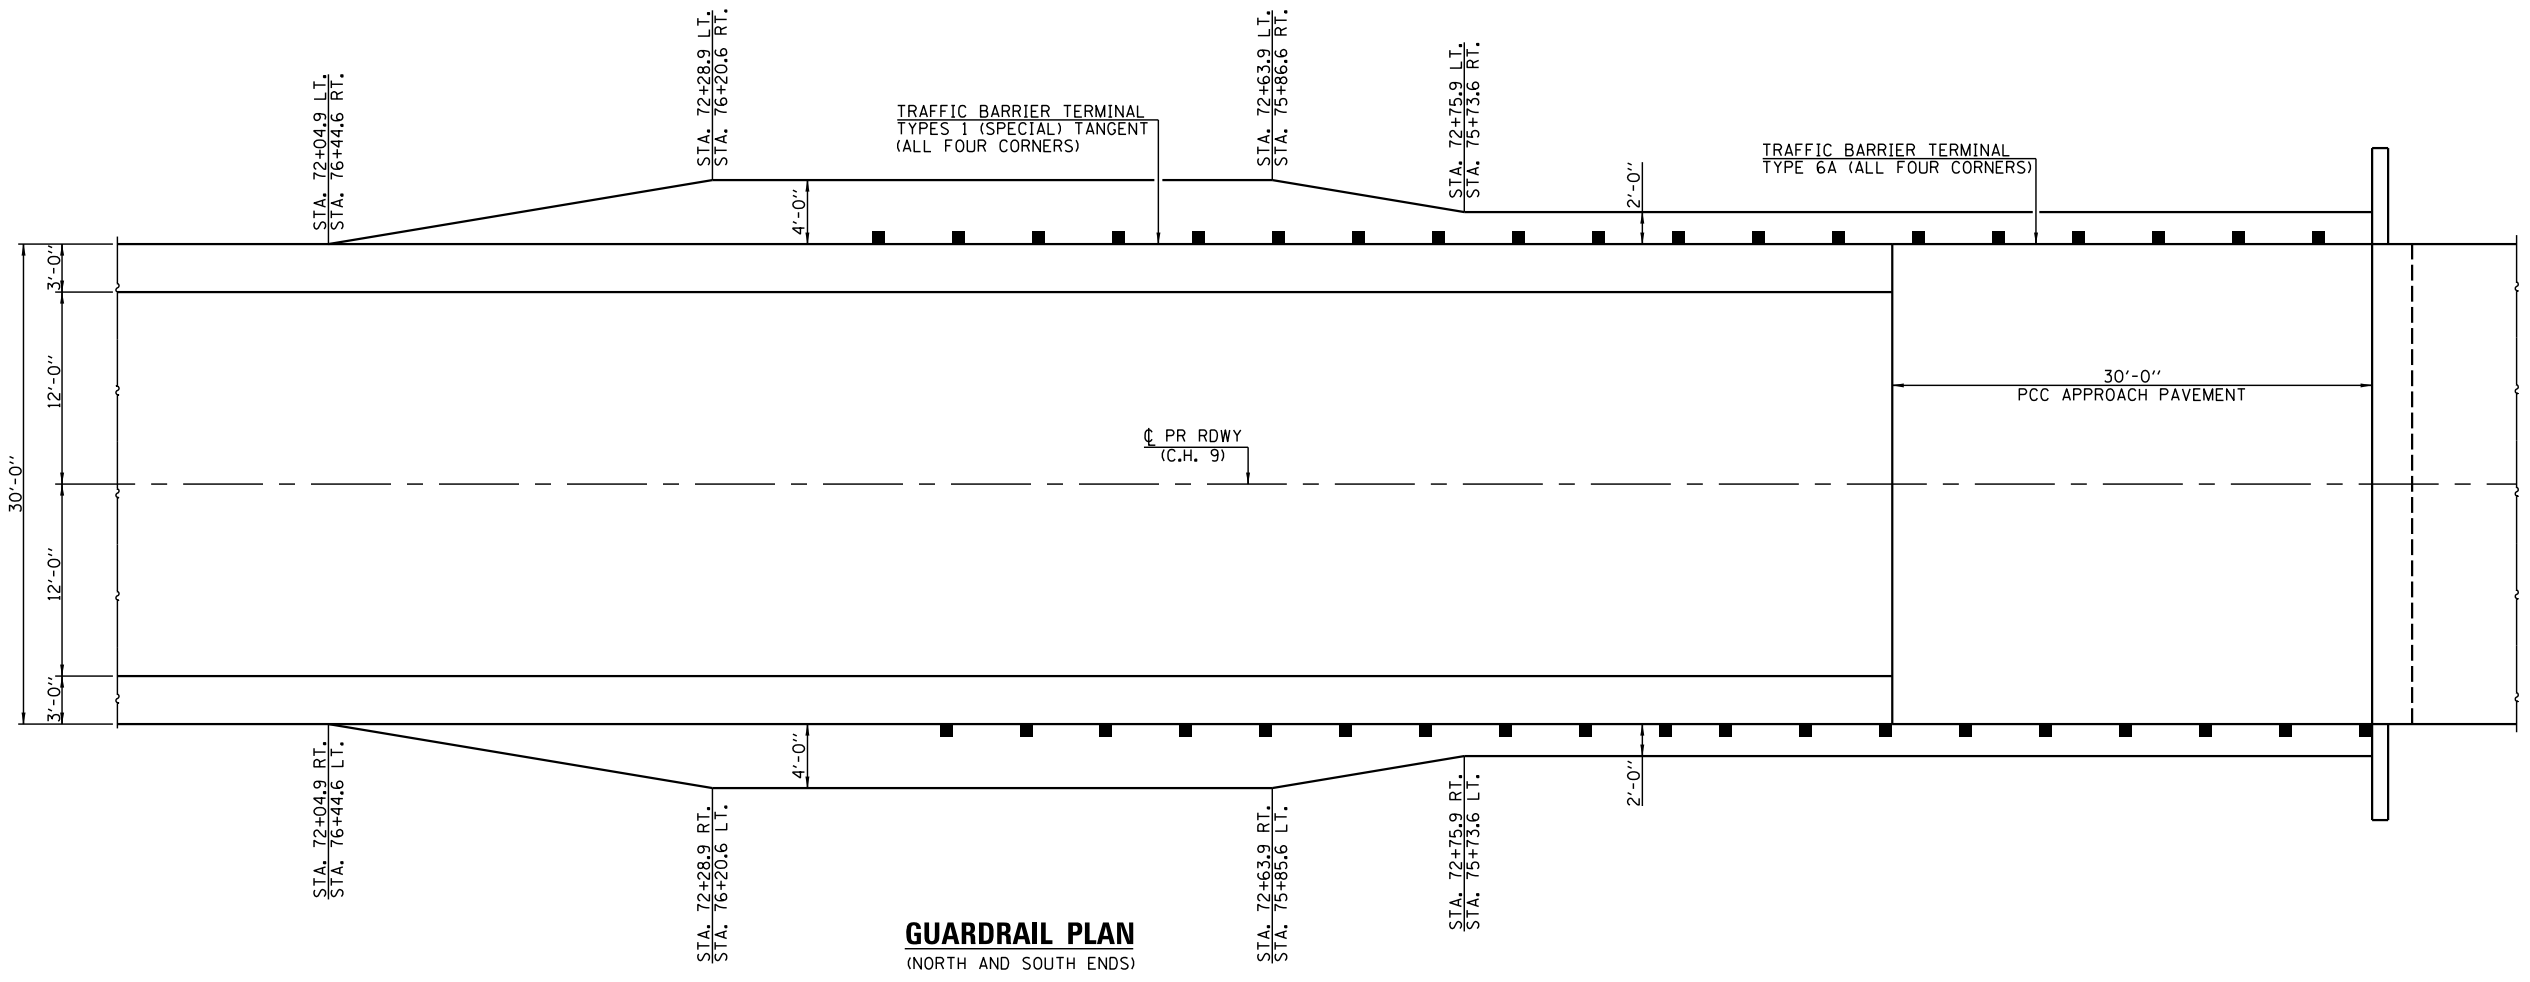 STA. 72+04.9 LT.
STA. 76+44.6 RT.
STA. 72+28.9 LT.
STA. 76+20.6 RT.
STA. 72+63.9 LT.
STA. 75+86.6 RT.
STA. 72+75.9 LT.
STA. 75+73.6 RT.
TRAFFIC BARRIER TERMINAL
TYPES 1 (SPECIAL) TANGENT
(ALL FOUR CORNERS)
TRAFFIC BARRIER TERMINAL
TYPE 6A (ALL FOUR CORNERS)
4'-0"
2'-0"
3'-0"
12'-0"
30'-0"
12'-0"
3'-0"
30'-0"
PCC APPROACH PAVEMENT
℄ PR RDWY
(C.H. 9)
4'-0"
2'-0"
STA. 72+04.9 RT.
STA. 76+44.6 LT.
STA. 72+28.9 RT.
STA. 76+20.6 LT.
STA. 72+63.9 RT.
STA. 75+85.6 LT.
STA. 72+75.9 RT.
STA. 75+73.6 LT.
GUARDRAIL PLAN
(NORTH AND SOUTH ENDS)